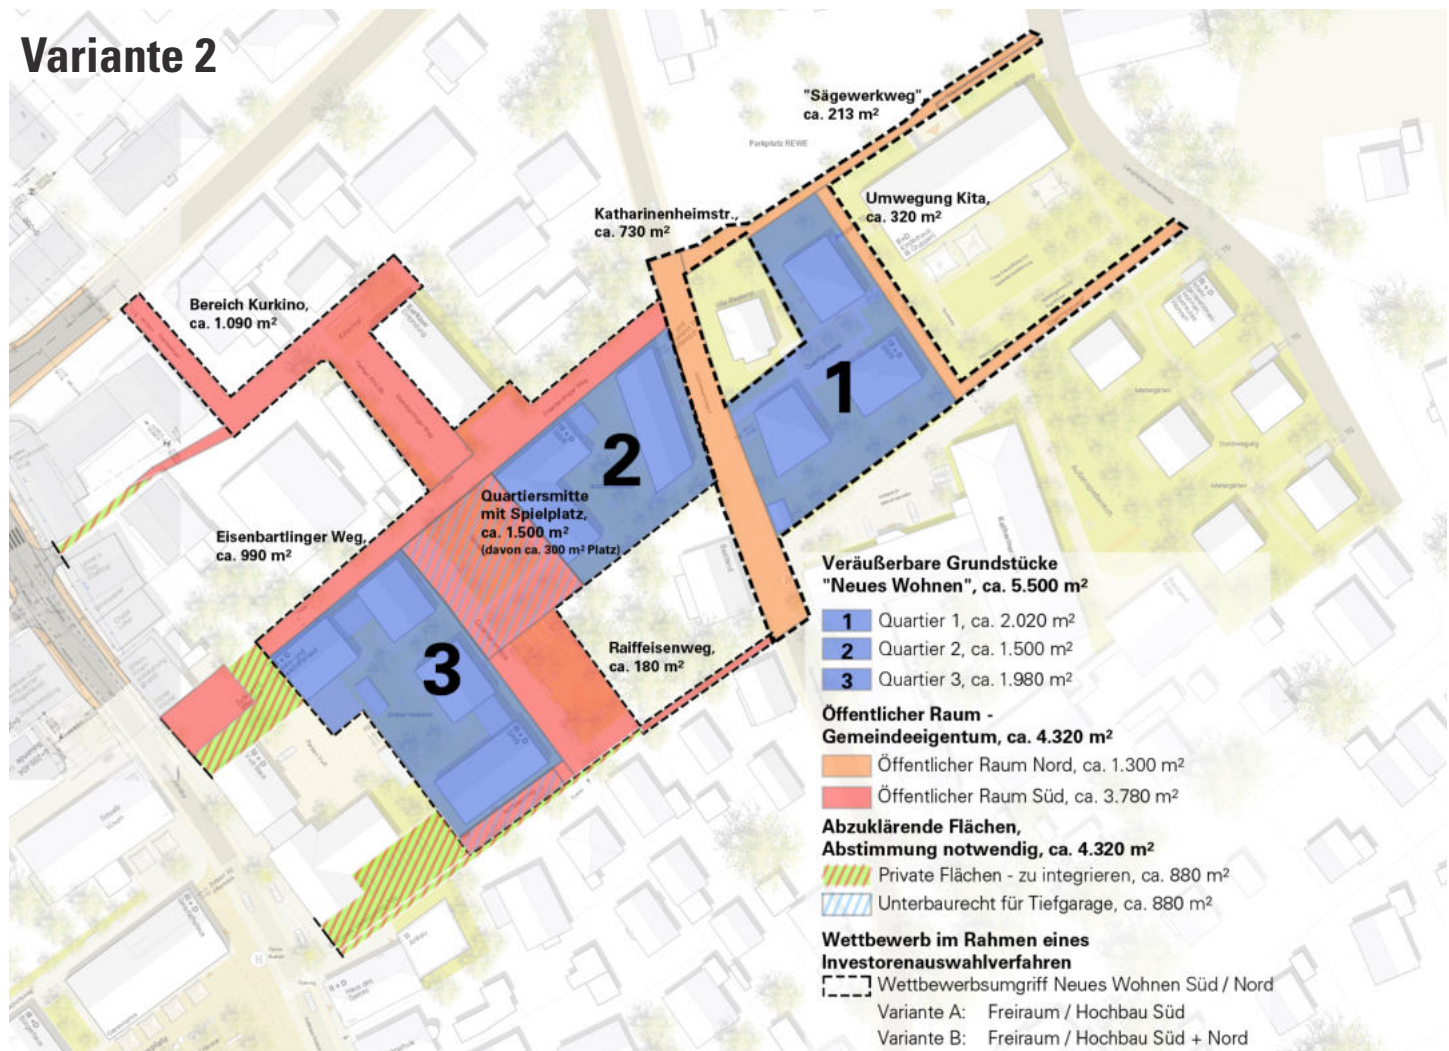 Variante 2
"Sägewerkweg",
ca. 213 m²
Parkplatz REWE
Umwegung Kita,
ca. 320 m²
Katharinenheimstr.,
ca. 730 m²
Bereich Kurkino,
ca. 1.090 m²
1
2
Quartiersmitte
mit Spielplatz,
ca. 1.500 m²
(davon ca. 300 m² Platz)
Eisenbartlinger Weg,
ca. 990 m²
3
Raiffeisenweg,
ca. 180 m²
Veräußerbare Grundstücke
"Neues Wohnen", ca. 5.500 m²
1 Quartier 1, ca. 2.020 m²
2 Quartier 2, ca. 1.500 m²
3 Quartier 3, ca. 1.980 m²
Öffentlicher Raum -
Gemeindeeigentum, ca. 4.320 m²
Öffentlicher Raum Nord, ca. 1.300 m²
Öffentlicher Raum Süd, ca. 3.780 m²
Abzuklärende Flächen,
Abstimmung notwendig, ca. 4.320 m²
Private Flächen - zu integrieren, ca. 880 m²
Unterbaurecht für Tiefgarage, ca. 880 m²
Wettbewerb im Rahmen eines
Investorenauswahlverfahren
Wettbewerbsumgriff Neues Wohnen Süd / Nord
Variante A: Freiraum / Hochbau Süd
Variante B: Freiraum / Hochbau Süd + Nord